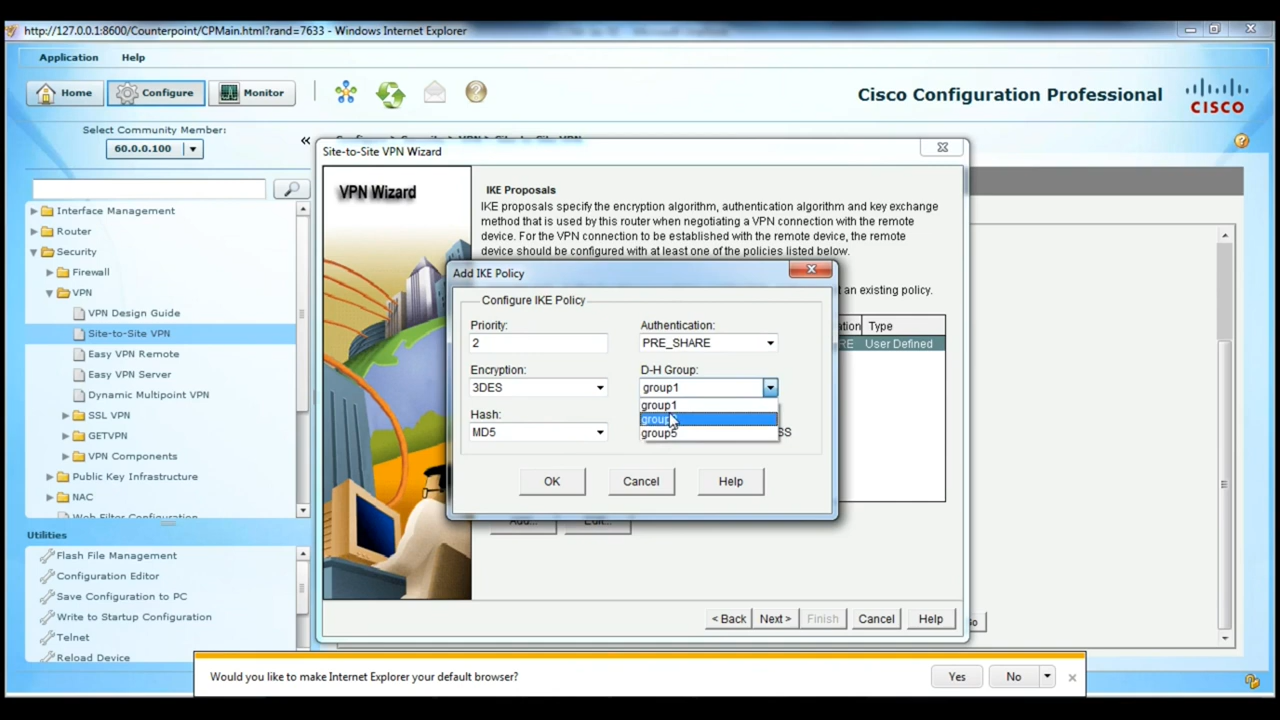 http://127.0.0.1:8600/Counterpoint/CPMain.html?rand=7633 - Windows Internet Explorer
Application Help
Home Configure Monitor
Cisco Configuration Professional
CISCO
Select Community Member:
60.0.0.100
«
Interface Management
Router
Security
Firewall
VPN
VPN Design Guide
Site-to-Site VPN
Easy VPN Remote
Easy VPN Server
Dynamic Multipoint VPN
SSL VPN
GETVPN
VPN Components
Public Key Infrastructure
NAC
Web Filter Configuration
Utilities
Flash File Management
Configuration Editor
Save Configuration to PC
Write to Startup Configuration
Telnet
Reload Device
Site-to-Site VPN Wizard
VPN Wizard
IKE Proposals
IKE proposals specify the encryption algorithm, authentication algorithm and key exchange
method that is used by this router when negotiating a VPN connection with the remote
device. For the VPN connection to be established with the remote device, the remote
device should be configured with at least one of the policies listed below.
an existing policy.
Type
User Defined
Add IKE Policy
Configure IKE Policy
Priority:
2
Authentication:
PRE_SHARE
Encryption:
3DES
D-H Group:
group1
group1
group5
Hash:
MD5
OK Cancel Help
Add... Edit...
< Back Next > Finish Cancel Help
Would you like to make Internet Explorer your default browser?
Yes No